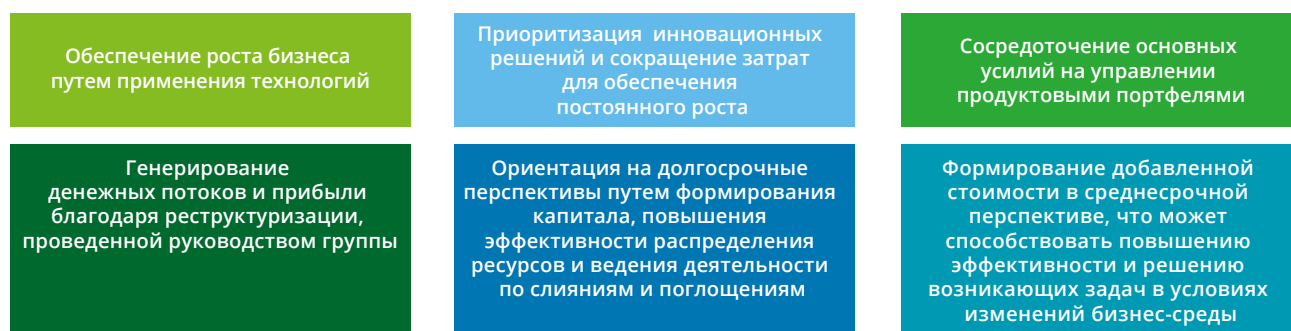 Обеспечение роста бизнеса
путем применения технологий
Приоритизация инновационных
решений и сокращение затрат
для обеспечения
постоянного роста
Сосредоточение основных
усилий на управлении
продуктовыми портфелями
Генерирование
денежных потоков и прибыли
благодаря реструктуризации,
проведенной руководством группы
Ориентация на долгосрочные
перспективы путем формирования
капитала, повышения
эффективности распределения
ресурсов и ведения деятельности
по слияниям и поглощениям
Формирование добавленной
стоимости в среднесрочной
перспективе, что может
способствовать повышению
эффективности и решению
возникающих задач в условиях
изменений бизнес-среды